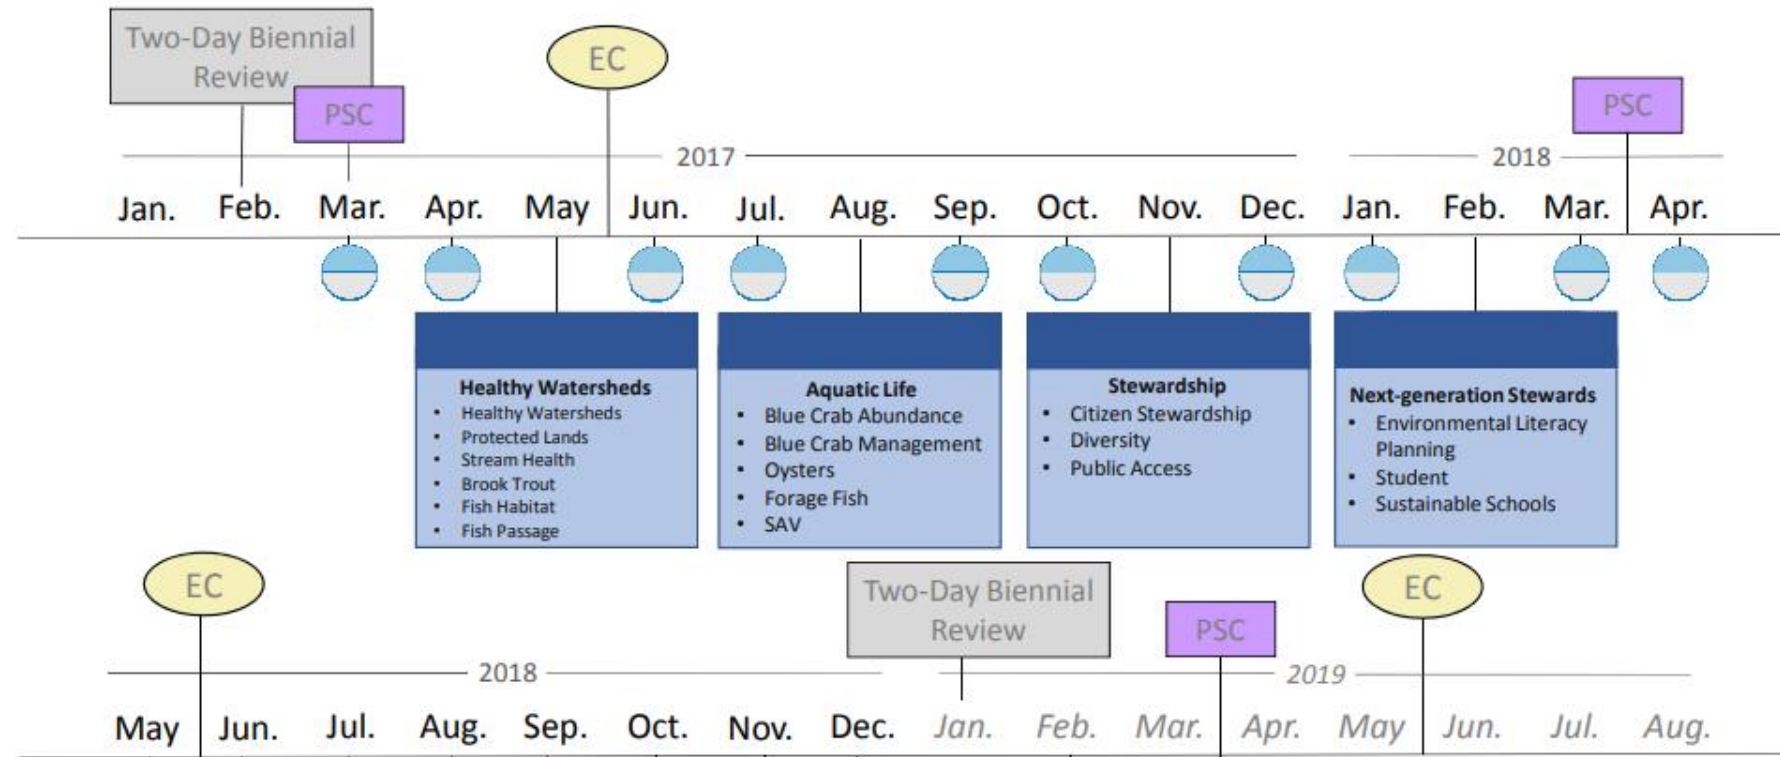 Two-Day Biennial
Review
PSC
EC
PSC
2017
2018
Jan. Feb. Mar. Apr. May Jun. Jul. Aug. Sep. Oct. Nov. Dec. Jan. Feb. Mar. Apr.
Healthy Watersheds
• Healthy Watersheds
• Protected Lands
• Stream Health
• Brook Trout
• Fish Habitat
• Fish Passage
Aquatic Life
• Blue Crab Abundance
• Blue Crab Management
• Oysters
• Forage Fish
• SAV
Stewardship
• Citizen Stewardship
• Diversity
• Public Access
Next-generation Stewards
• Environmental Literacy
Planning
• Student
• Sustainable Schools
EC
Two-Day Biennial
Review
PSC
EC
2018
2019
May Jun. Jul. Aug. Sep. Oct. Nov. Dec. Jan. Feb. Mar. Apr. May Jun. Jul. Aug.